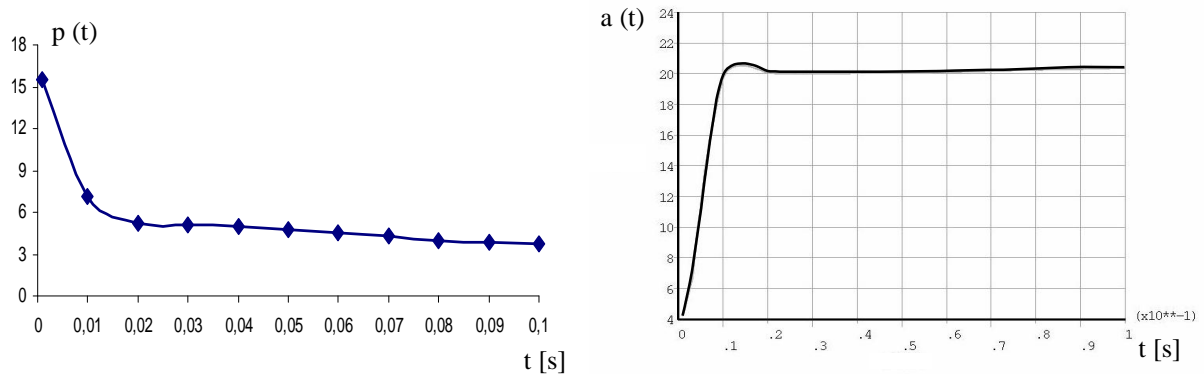 p (t)
18
15
12
9
6
3
0
0 0,01 0,02 0,03 0,04 0,05 0,06 0,07 0,08 0,09 0,1
t [s]
a (t)
24
22
20
18
16
14
12
10
8
6
4
(x10**-1)
0 .2 .4 .6 .8 1
.1 .3 .5 .7 .9
t [s]